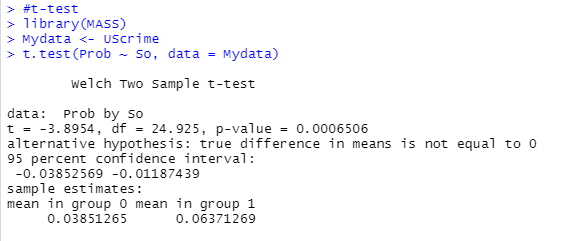 > #t-test
> library(MASS)
> Mydata <- UScrime
> t.test(Prob ~ So, data = Mydata)
Welch Two Sample t-test
data:  Prob by So
t = -3.8954, df = 24.925, p-value = 0.0006506
alternative hypothesis: true difference in means is not equal to 0
95 percent confidence interval:
 -0.03852569 -0.01187439
sample estimates:
mean in group 0 mean in group 1
     0.03851265      0.06371269